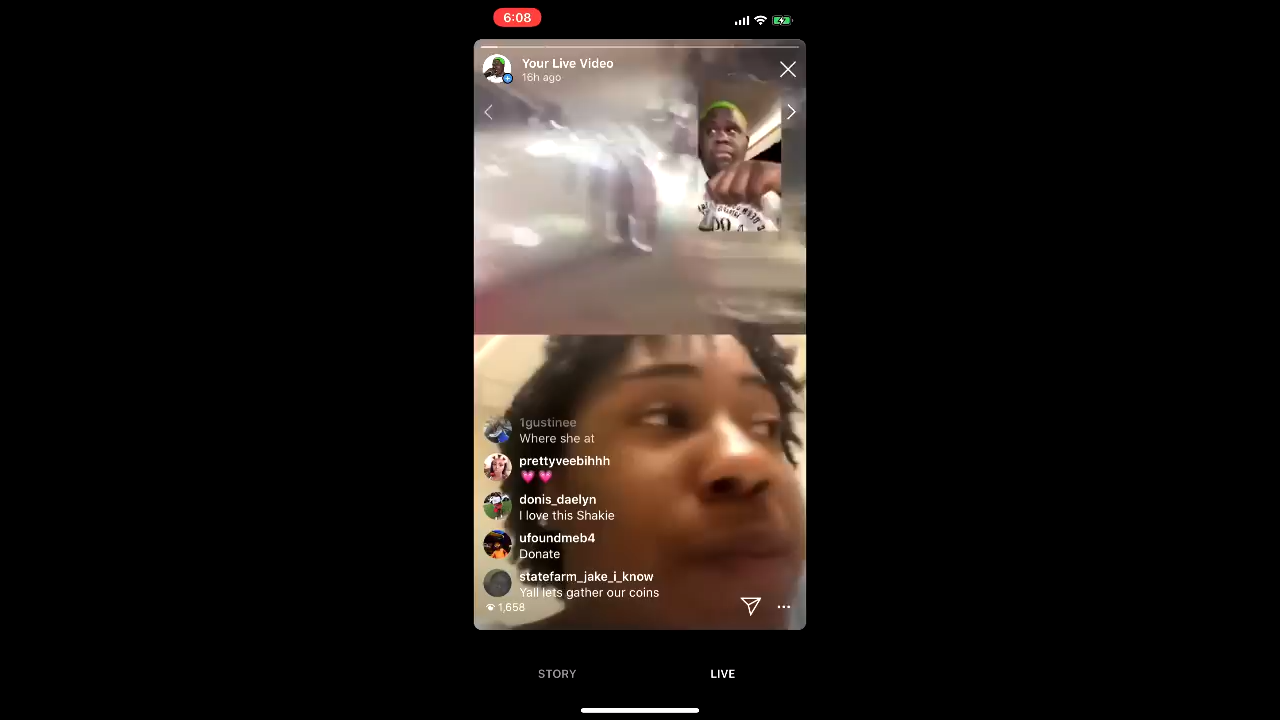 6:08
Your Live Video
16h ago
1gustinee
Where she at
prettyveebihhh
donis_daelyn
I love this Shakie
ufoundmeb4
Donate
statefarm_jake_i_know
Yall lets gather our coins
1,658
STORY
LIVE